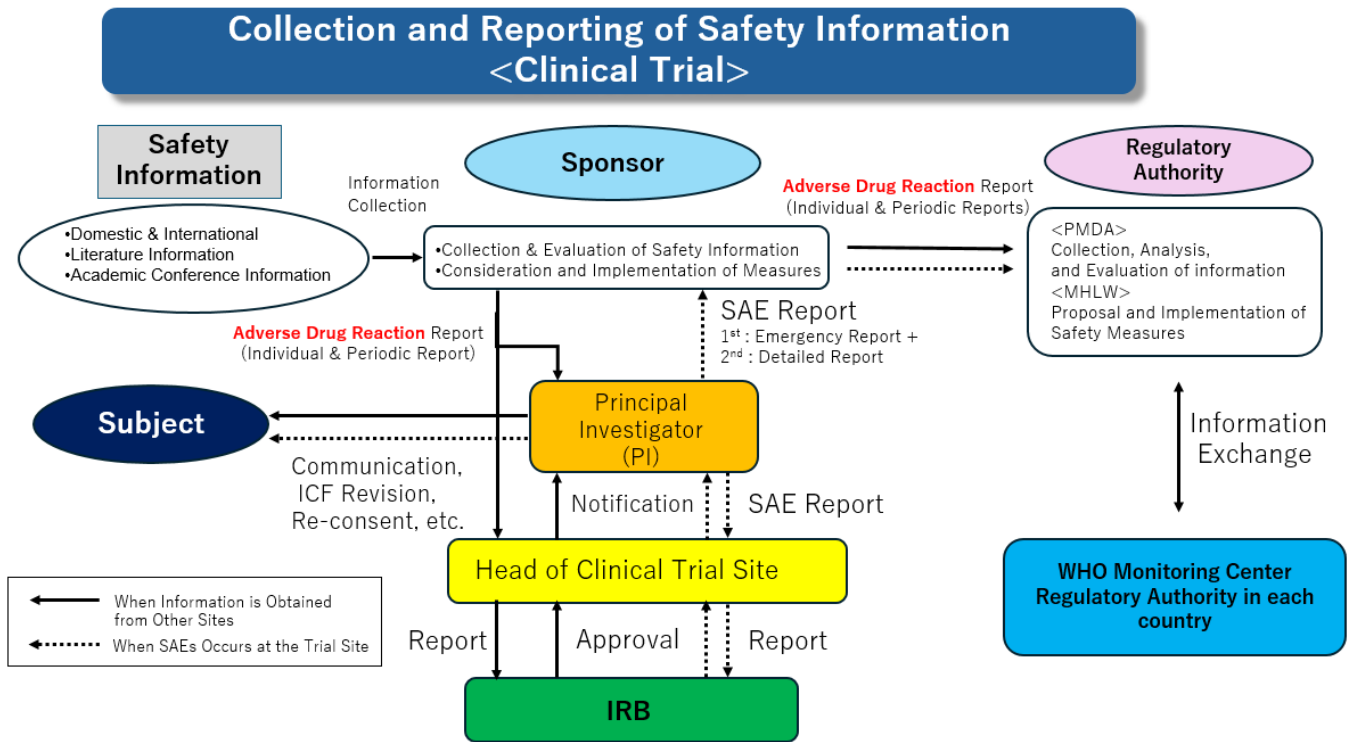 Collection and Reporting of Safety Information
<Clinical Trial>
Safety
Information
Sponsor
Regulatory
Authority
Information
Collection
Adverse Drug Reaction Report
(Individual & Periodic Reports)
•Domestic & International
•Literature Information
•Academic Conference Information
•Collection & Evaluation of Safety Information
•Consideration and Implementation of Measures
<PMDA>
Collection, Analysis,
and Evaluation of information
<MHLW>
Proposal and Implementation of
Safety Measures
Adverse Drug Reaction Report
(Individual & Periodic Report)
SAE Report
1st : Emergency Report +
2nd : Detailed Report
Subject
Principal
Investigator
(PI)
Information
Exchange
Communication,
ICF Revision,
Re-consent, etc.
Notification
SAE Report
Head of Clinical Trial Site
WHO Monitoring Center
Regulatory Authority in each
country
When Information is Obtained
from Other Sites
When SAEs Occurs at the Trial Site
Report
Approval
Report
IRB